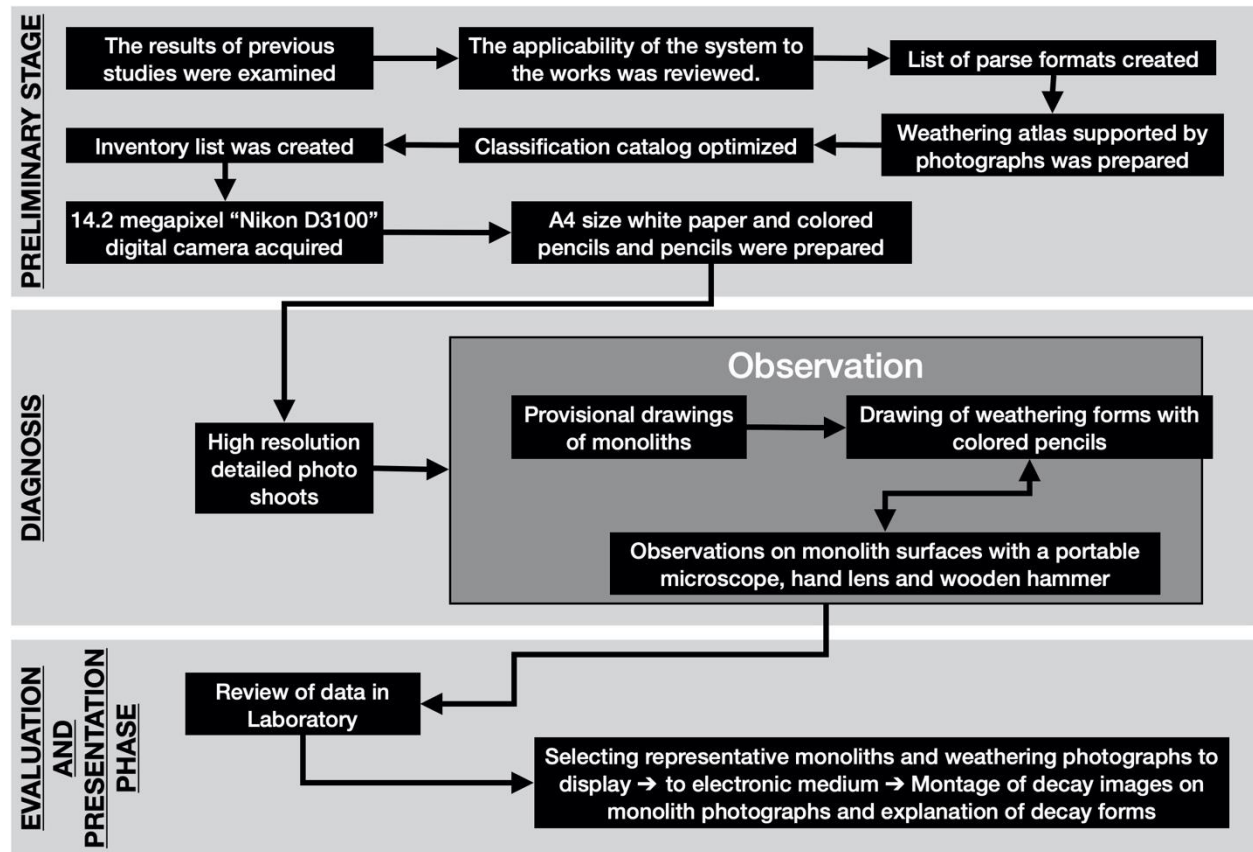 PRELIMINARY STAGE
The results of previous
studies were examined
The applicability of the system to
the works was reviewed.
List of parse formats created
Weathering atlas supported by
photographs was prepared
Classification catalog optimized
Inventory list was created
14.2 megapixel “Nikon D3100”
digital camera acquired
A4 size white paper and colored
pencils and pencils were prepared
DIAGNOSIS
High resolution
detailed photo
shoots
Observation
Provisional drawings
of monoliths
Drawing of weathering forms with
colored pencils
Observations on monolith surfaces with a portable
microscope, hand lens and wooden hammer
EVALUATION
AND
PRESENTATION
PHASE
Review of data in
Laboratory
Selecting representative monoliths and weathering photographs to
display ➔ to electronic medium ➔ Montage of decay images on
monolith photographs and explanation of decay forms